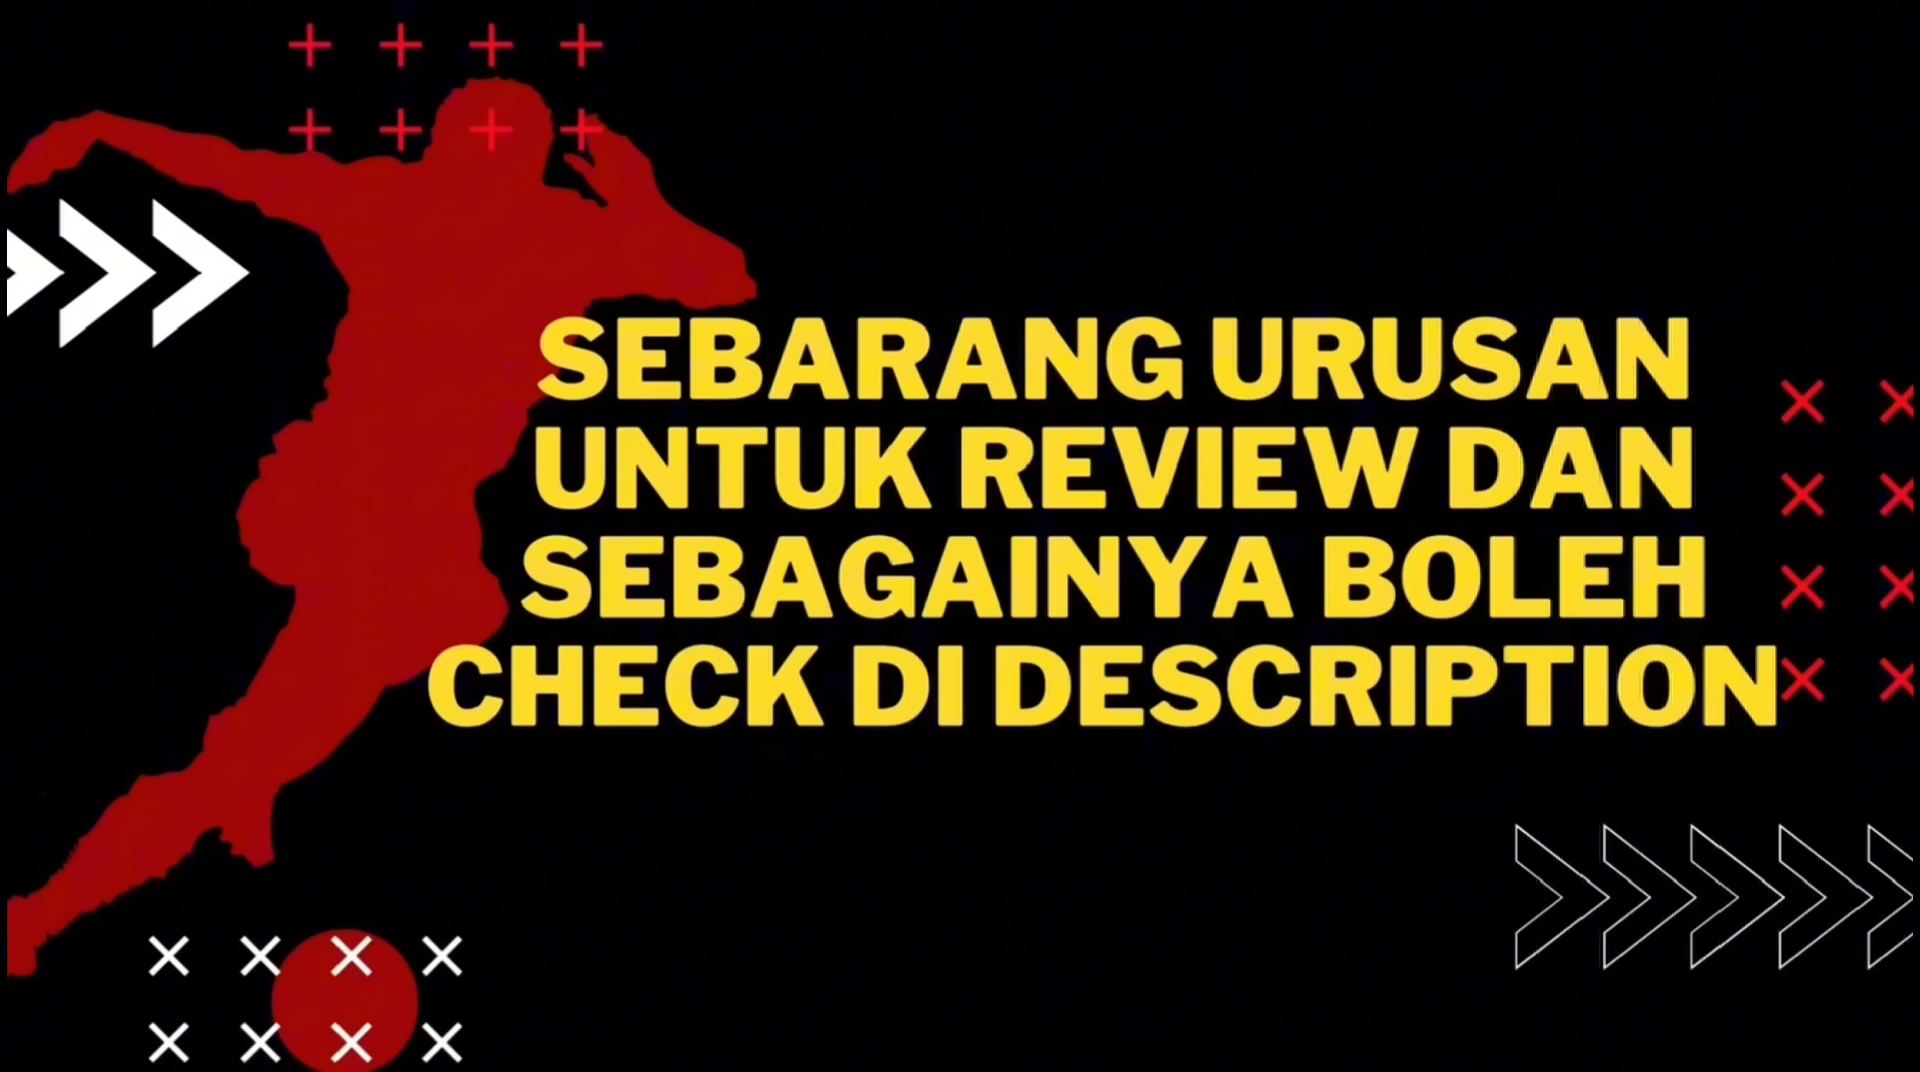 SEBARANG URUSAN
UNTUK REVIEW DAN
SEBAGAINYA BOLEH
CHECK DI DESCRIPTION